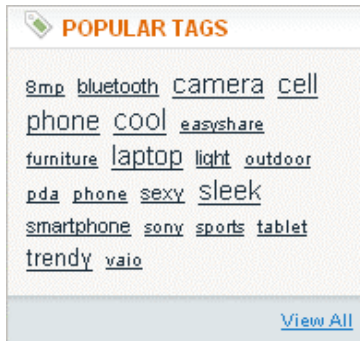 POPULAR TAGS
8mp bluetooth camera cell
phone cool easyshare
furniture laptop light outdoor
pda phone sexy sleek
smartphone sony sports tablet
trendy vaio
View All